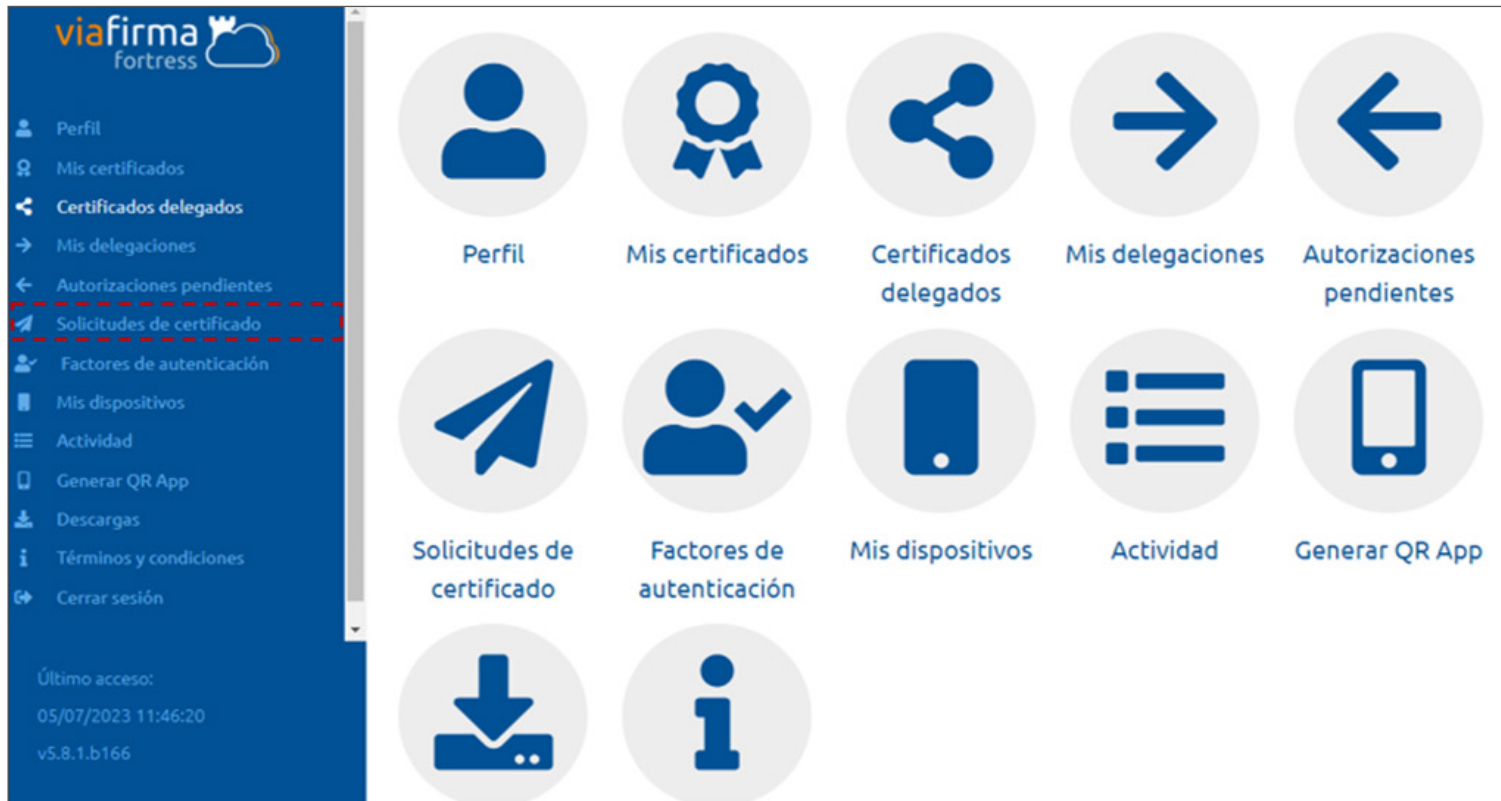 viafirma
fortress
Perfil
Mis certificados
Certificados delegados
Mis delegaciones
Autorizaciones pendientes
Solicitudes de certificado
Factores de autenticación
Mis dispositivos
Actividad
Generar QR App
Descargas
Términos y condiciones
Cerrar sesión
Último acceso:
05/07/2023 11:46:20
v5.8.1.b166
Perfil
Mis certificados
Certificados
delegados
Mis delegaciones
Autorizaciones
pendientes
Solicitudes de
certificado
Factores de
autenticación
Mis dispositivos
Actividad
Generar QR App